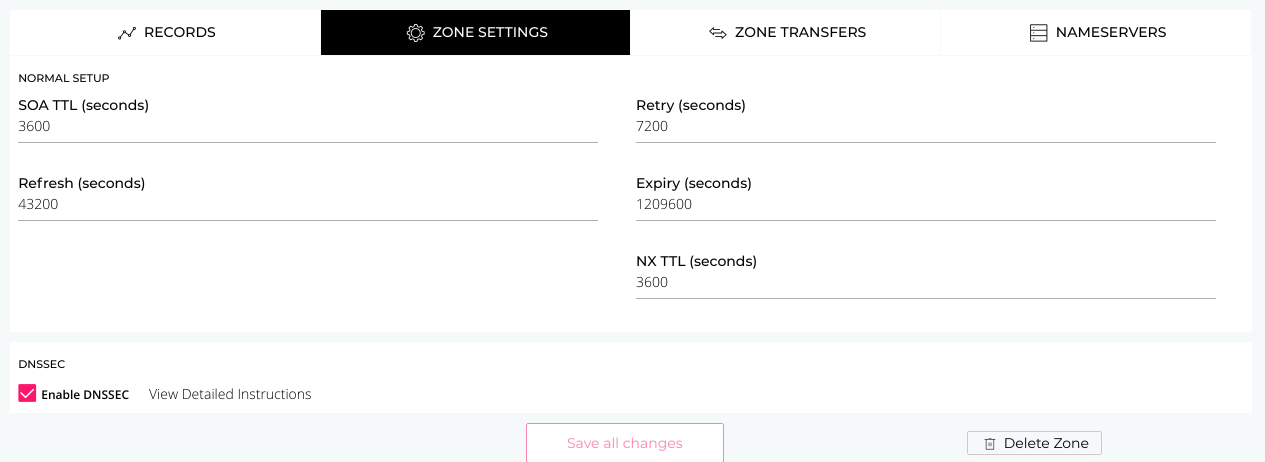 RECORDS
ZONE SETTINGS
ZONE TRANSFERS
NAMESERVERS
NORMAL SETUP
SOA TTL (seconds)
3600
Retry (seconds)
7200
Refresh (seconds)
43200
Expiry (seconds)
1209600
NX TTL (seconds)
3600
DNSSEC
Enable DNSSEC
View Detailed Instructions
Save all changes
Delete Zone